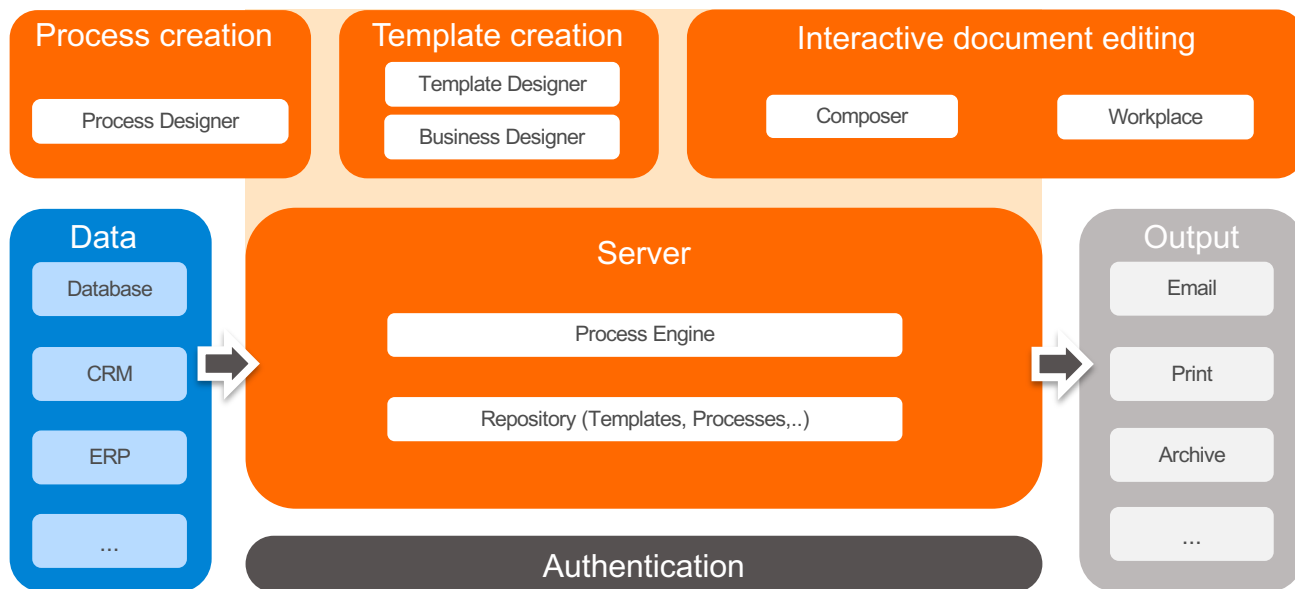 Process creation
Process Designer
Template creation
Template Designer
Business Designer
Interactive document editing
Composer
Workplace
Data
Database
CRM
ERP
...
Server
Process Engine
Repository (Templates, Processes,..)
Authentication
Output
Email
Print
Archive
...